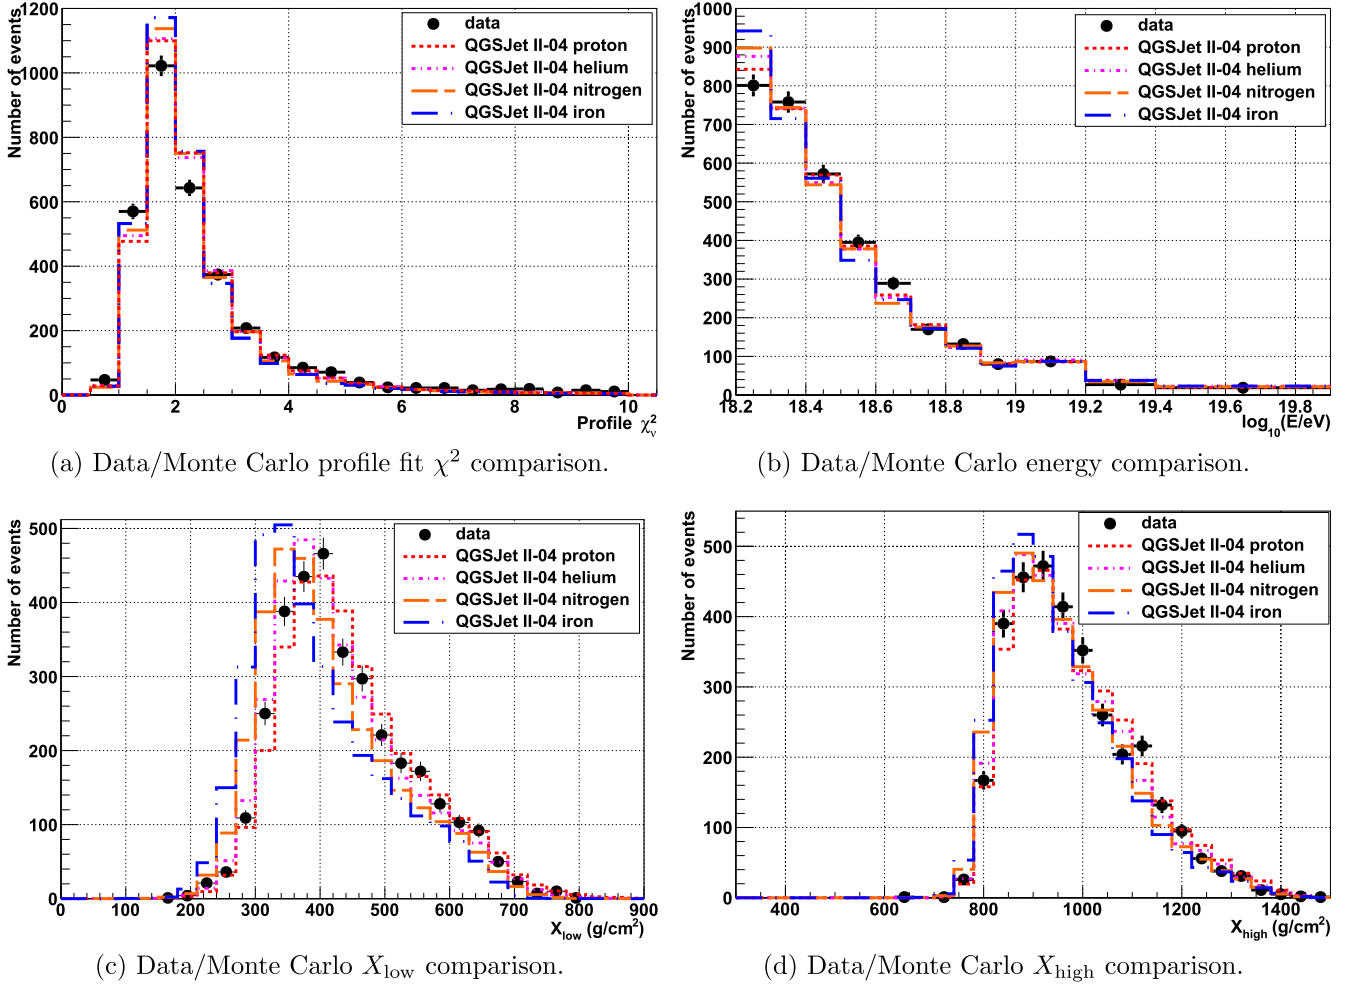 Number of events
1200
1000
800
600
400
200
0
0 2 4 6 8 10
Profile χ²ᵥ
data
QGSJet II-04 proton
QGSJet II-04 helium
QGSJet II-04 nitrogen
QGSJet II-04 iron
(a) Data/Monte Carlo profile fit χ² comparison.
Number of events
1000
900
800
700
600
500
400
300
200
100
0
18.2 18.4 18.6 18.8 19 19.2 19.4 19.6 19.8
log₁₀(E/eV)
data
QGSJet II-04 proton
QGSJet II-04 helium
QGSJet II-04 nitrogen
QGSJet II-04 iron
(b) Data/Monte Carlo energy comparison.
Number of events
500
400
300
200
100
0
0 100 200 300 400 500 600 700 800 900
X_low (g/cm²)
data
QGSJet II-04 proton
QGSJet II-04 helium
QGSJet II-04 nitrogen
QGSJet II-04 iron
(c) Data/Monte Carlo X_low comparison.
Number of events
500
400
300
200
100
0
400 600 800 1000 1200 1400
X_high (g/cm²)
data
QGSJet II-04 proton
QGSJet II-04 helium
QGSJet II-04 nitrogen
QGSJet II-04 iron
(d) Data/Monte Carlo X_high comparison.